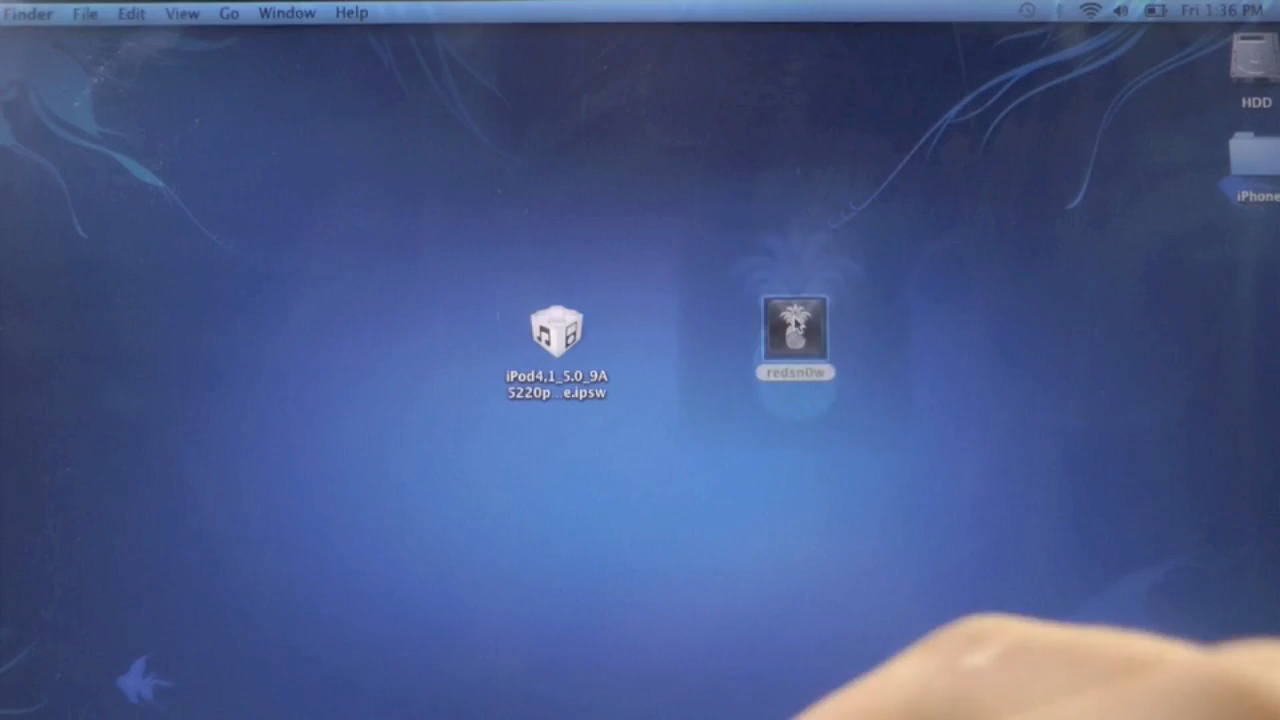 Finder File Edit View Go Window Help Fri 1:36 PM
HDD
iPhone
iPod4,1_5.0_9A
5220p...e.ipsw
redsn0w